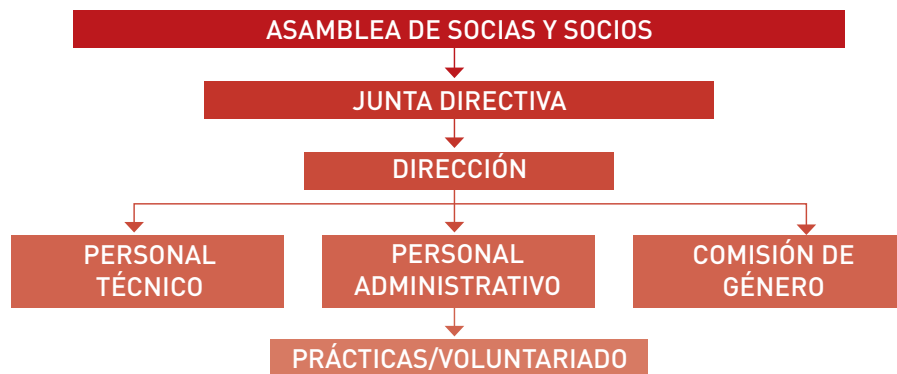 ASAMBLEA DE SOCIAS Y SOCIOS
JUNTA DIRECTIVA
DIRECCIÓN
PERSONAL
TÉCNICO
PERSONAL
ADMINISTRATIVO
COMISIÓN DE
GÉNERO
PRÁCTICAS/VOLUNTARIADO